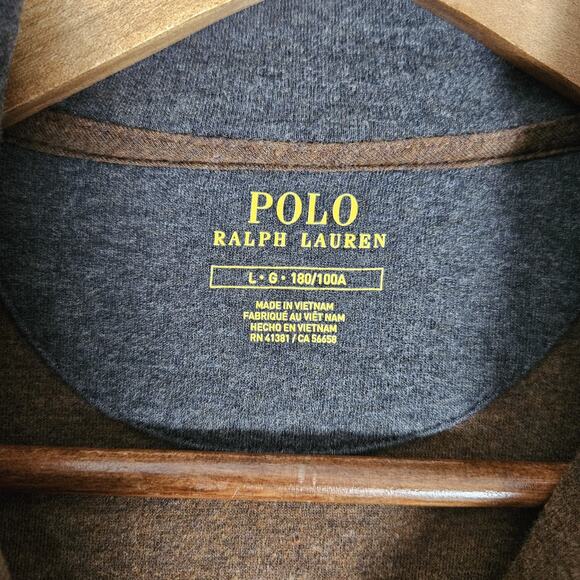 POLO
RALPH LAUREN
L • G • 180/100A
MADE IN VIETNAM
FABRIQUÉ AU VIÊT NAM
HECHO EN VIETNAM
RN 41381 / CA 56658